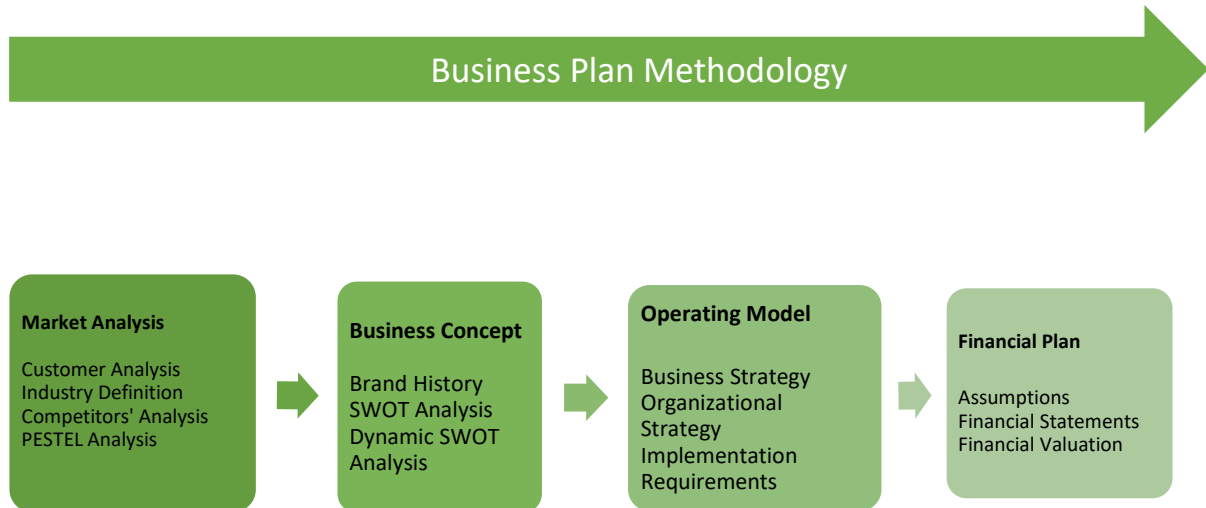 Business Plan Methodology
Market Analysis
Customer Analysis
Industry Definition
Competitors' Analysis
PESTEL Analysis
Business Concept
Brand History
SWOT Analysis
Dynamic SWOT
Analysis
Operating Model
Business Strategy
Organizational
Strategy
Implementation
Requirements
Financial Plan
Assumptions
Financial Statements
Financial Valuation